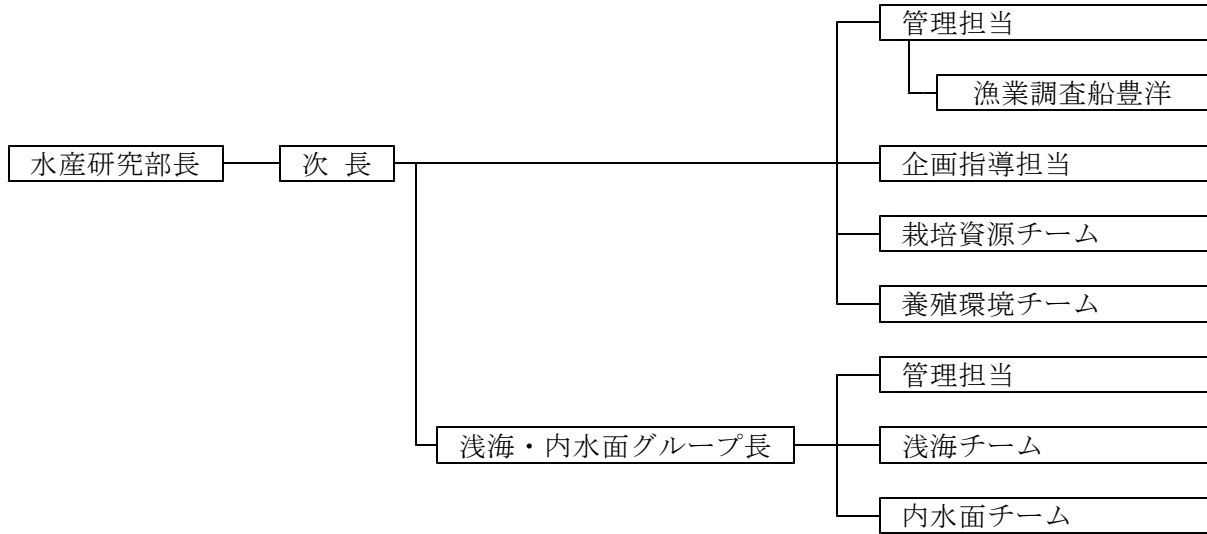 管理担当
漁業調査船豊洋
水産研究部長
次 長
企画指導担当
栽培資源チーム
養殖環境チーム
管理担当
浅海・内水面グループ長
浅海チーム
内水面チーム